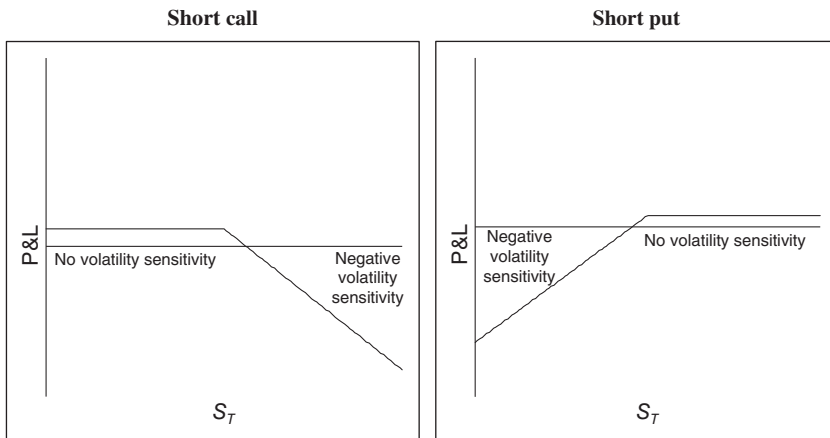 Short call
P&L
No volatility sensitivity
Negative
volatility
sensitivity
S_T
Short put
P&L
Negative
volatility
sensitivity
No volatility sensitivity
S_T